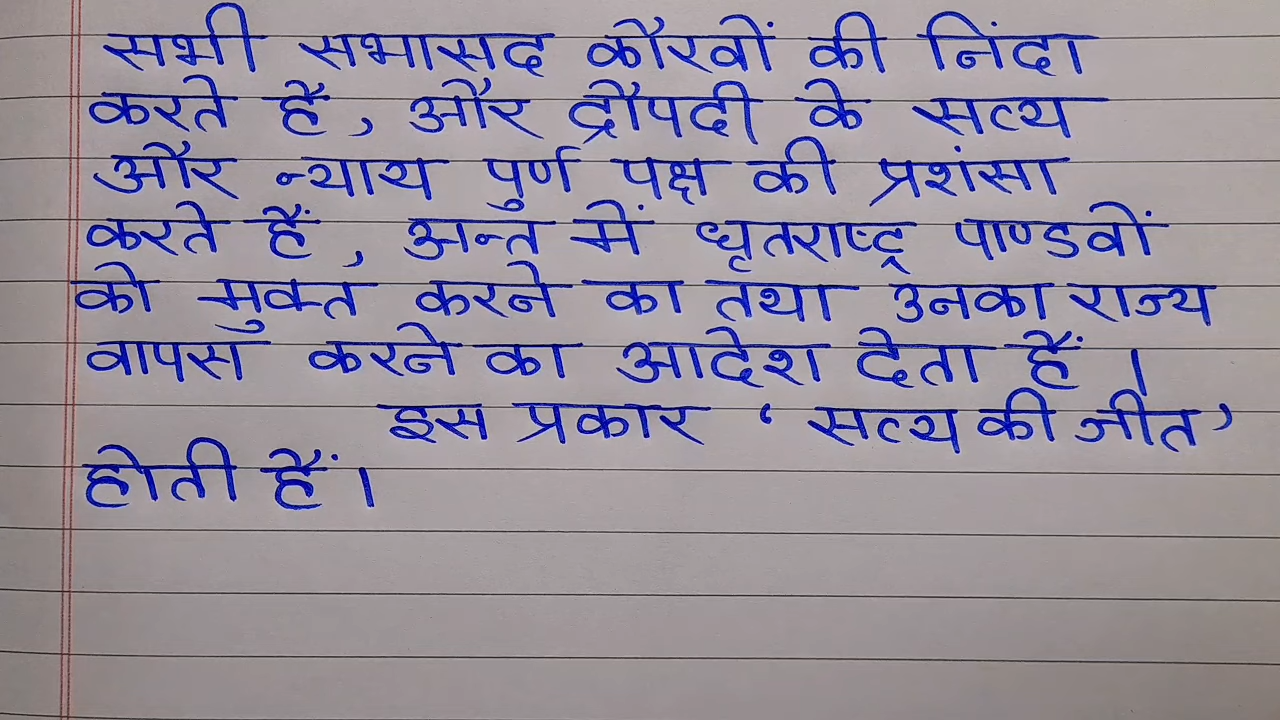 सभी सभासद कौरवों की निंदा
करते हैं, और द्रौपदी के सत्य
और न्याय पुर्ण पक्ष की प्रशंसा
करते हैं, अन्त में धृतराष्ट्र पाण्डवों
को मुक्त करने का तथा उनका राज्य
वापस करने का आदेश देता हैं ।
इस प्रकार ‘ सत्य की जीत’
होती हैं ।